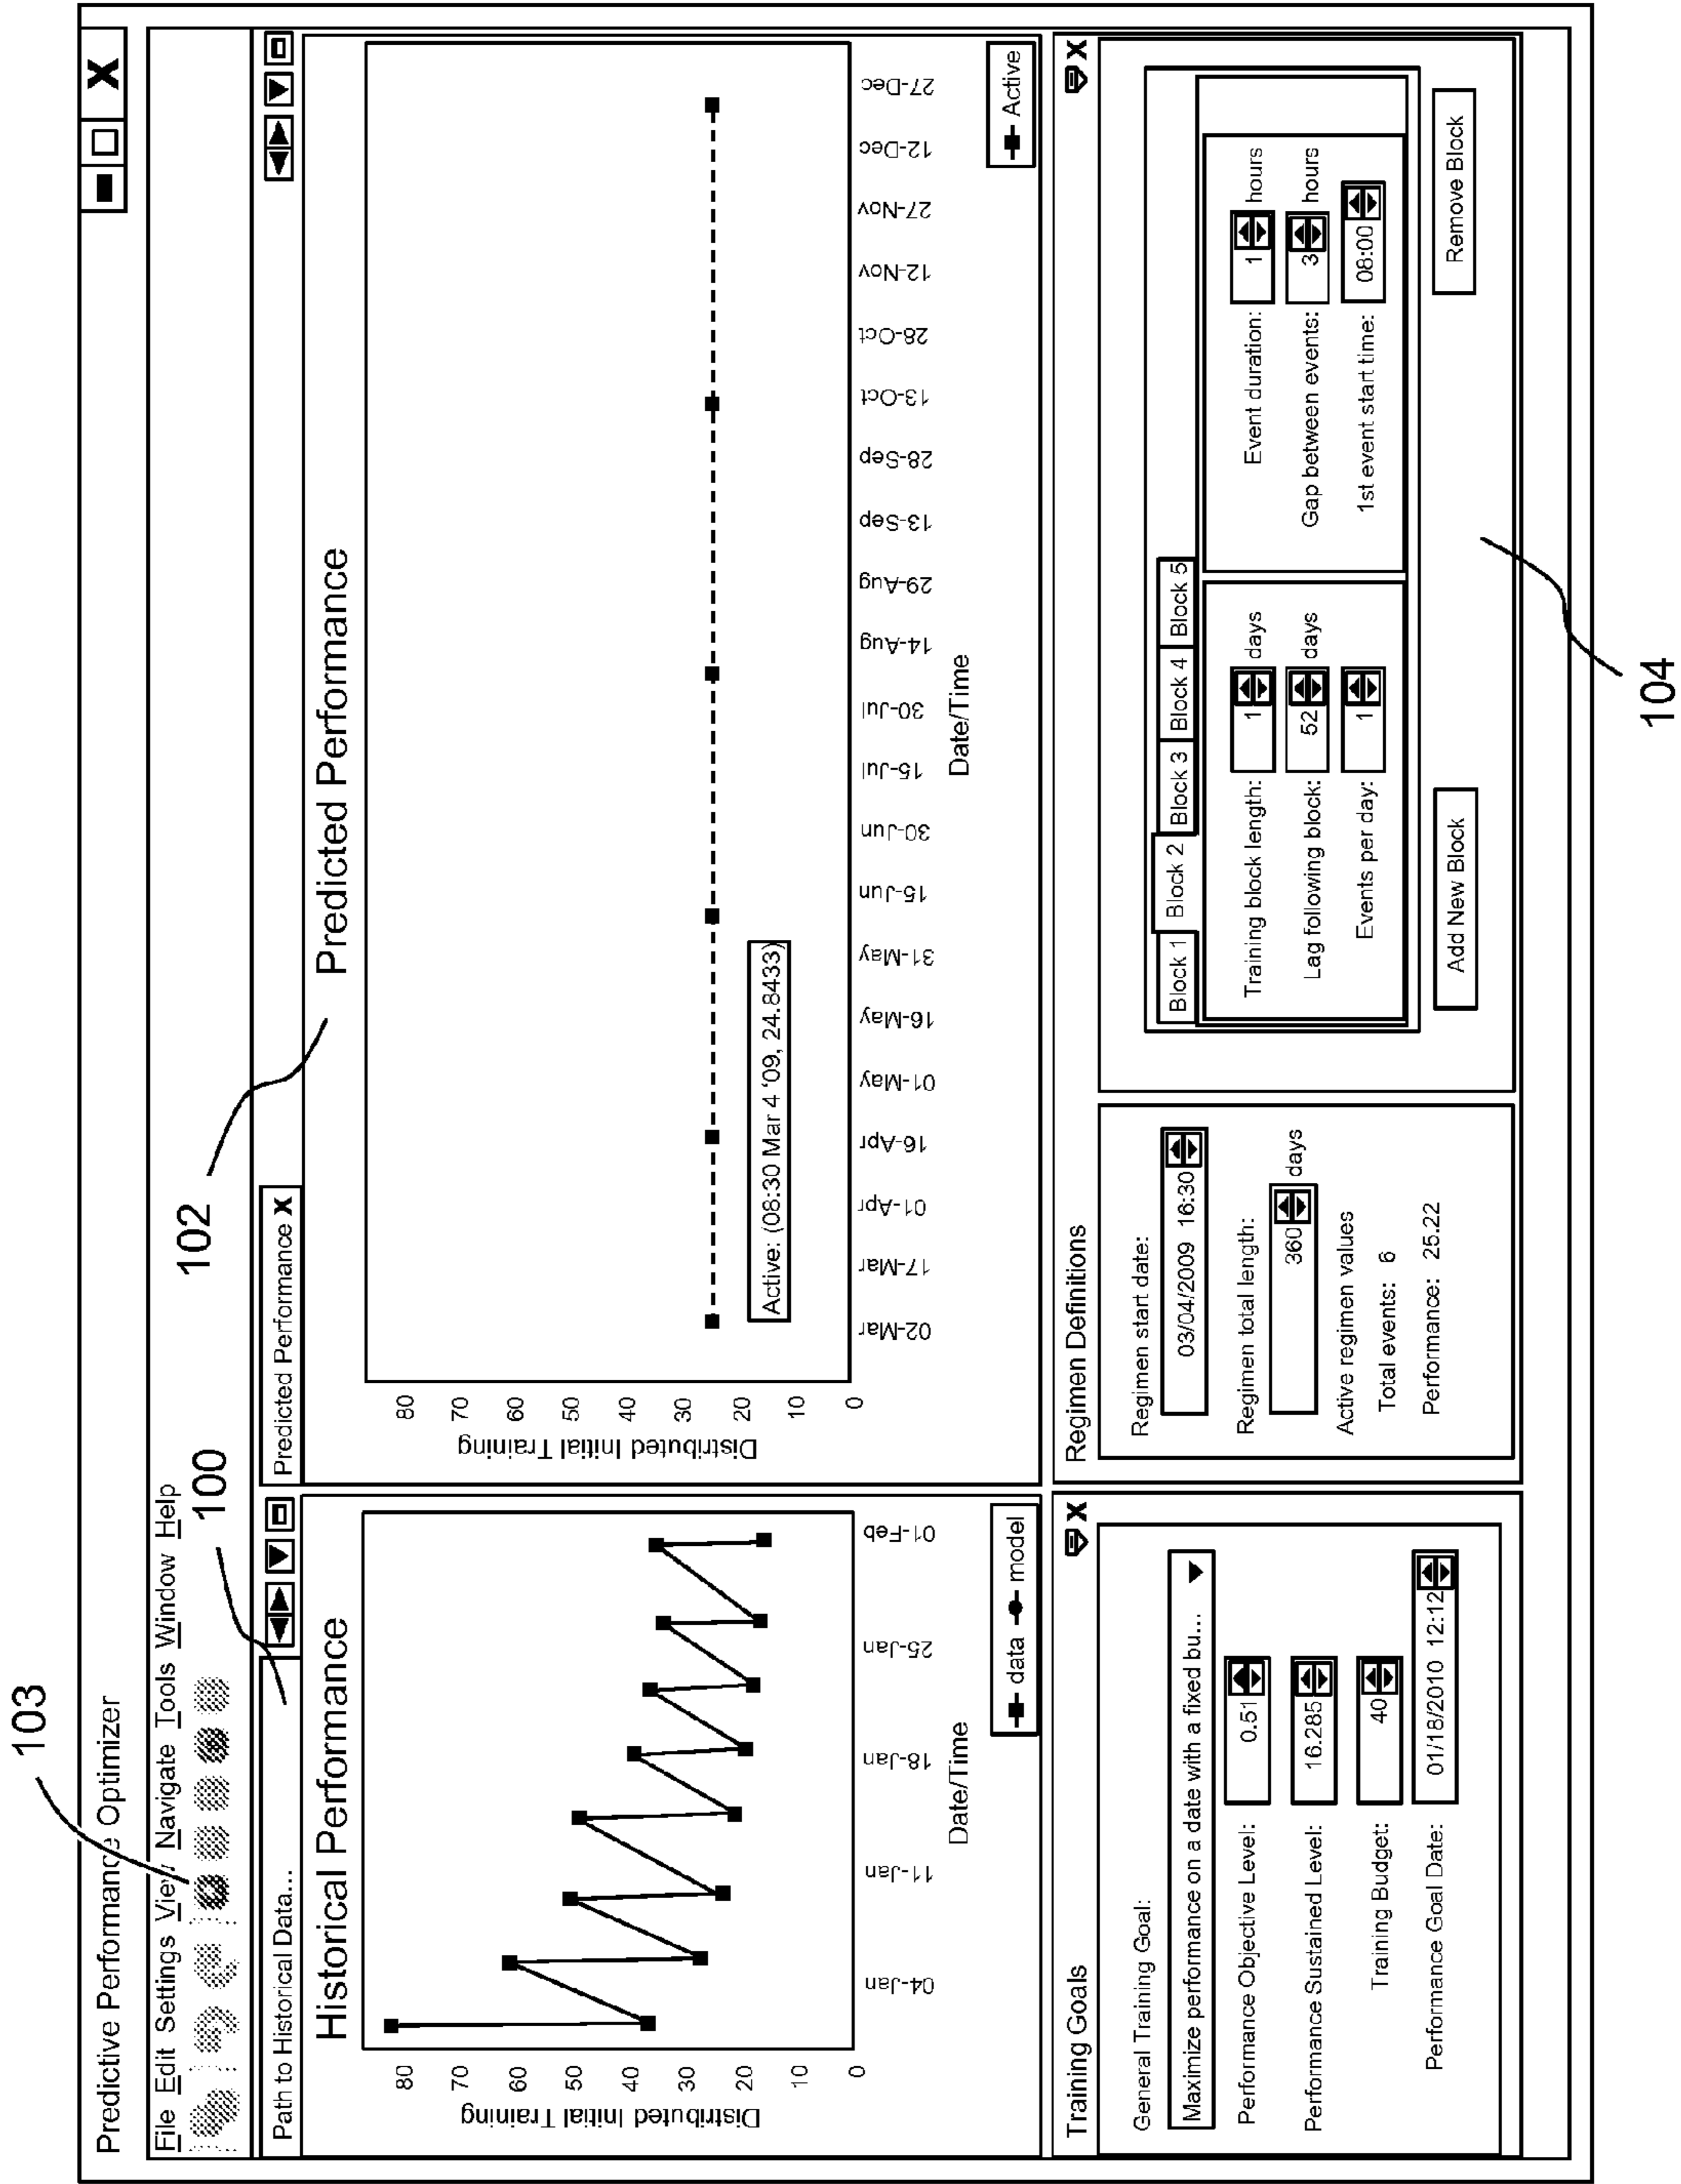 103
Predictive Performance Optimizer
X
File Edit Settings View Navigate Tools Window Help
100
102
Path to Historical Data...
Historical Performance
Distributed Initial Training
80
70
60
50
40
30
20
10
0
04-Jan
11-Jan
18-Jan
25-Jan
01-Feb
Date/Time
data model
Predicted Performance X
Predicted Performance
Distributed Initial Training
80
70
60
50
40
30
20
10
0
Active: (08:30 Mar 4 '09, 24.8433)
02-Mar
17-Mar
01-Apr
16-Apr
01-May
16-May
31-May
15-Jun
30-Jun
15-Jul
30-Jul
14-Aug
29-Aug
13-Sep
28-Sep
13-Oct
28-Oct
12-Nov
27-Nov
12-Dec
27-Dec
Date/Time
Active
Training Goals
X
General Training Goal:
Maximize performance on a date with a fixed bu...
Performance Objective Level: 0.51
Performance Sustained Level: 16.285
Training Budget: 40
Performance Goal Date: 01/18/2010 12:12
Regimen Definitions
X
Regimen start date:
03/04/2009 16:30
Regimen total length:
360 days
Active regimen values
Total events: 6
Performance: 25.22
Block 1 Block 2 Block 3 Block 4 Block 5
Training block length: 1 days
Lag following block: 52 days
Events per day: 1
Event duration: 1 hours
Gap between events: 3 hours
1st event start time: 08:00
Add New Block
Remove Block
104